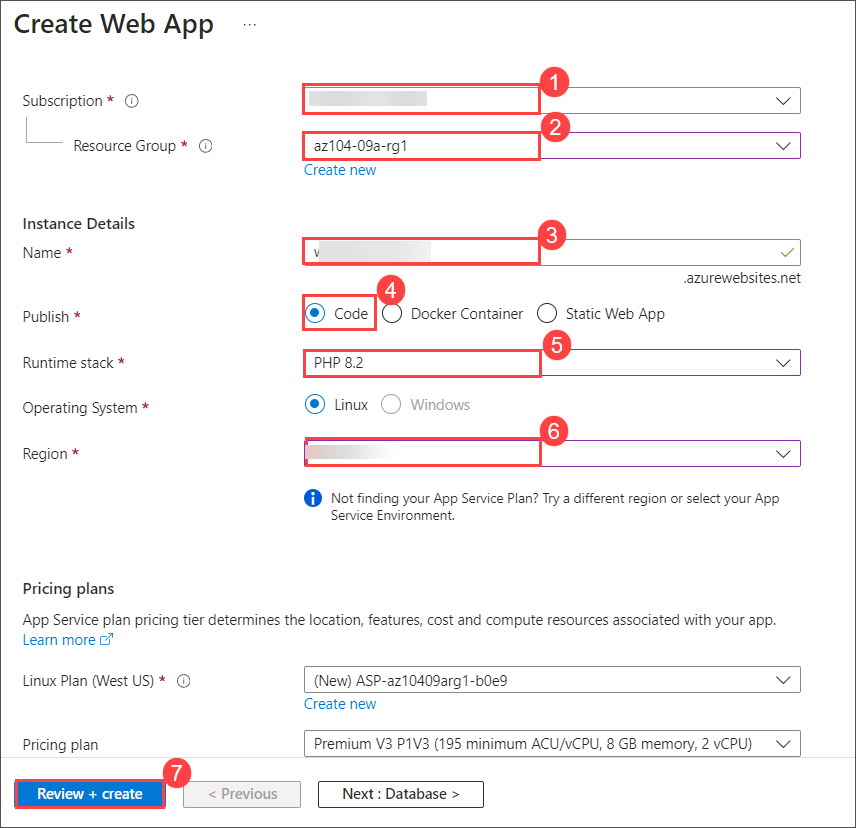 Create Web App ...
1
Subscription *
2
Resource Group * az104-09a-rg1
Create new
Instance Details
3
Name *
.azurewebsites.net
4
Publish * Code Docker Container Static Web App
5
Runtime stack * PHP 8.2
Operating System * Linux Windows
6
Region *
Not finding your App Service Plan? Try a different region or select your App
Service Environment.
Pricing plans
App Service plan pricing tier determines the location, features, cost and compute resources associated with your app.
Learn more
Linux Plan (West US) * (New) ASP-az10409arg1-b0e9
Create new
Pricing plan Premium V3 P1V3 (195 minimum ACU/vCPU, 8 GB memory, 2 vCPU)
7
Review + create < Previous Next : Database >